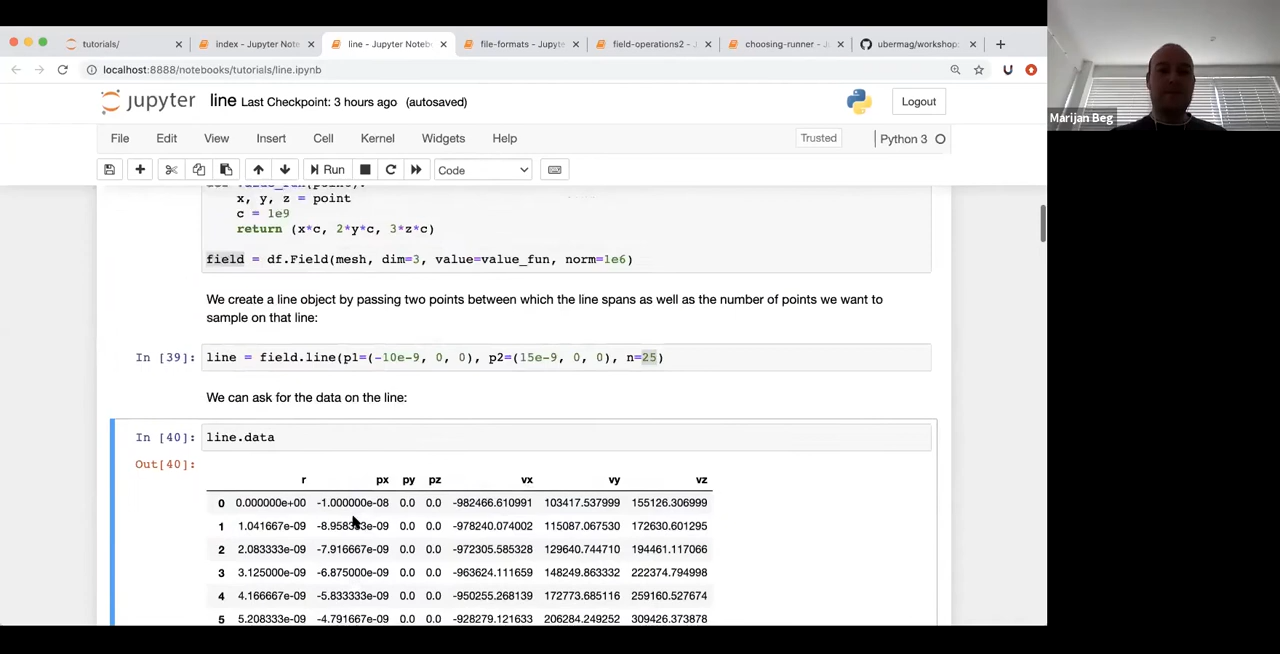 tutorials/
index - Jupyter Note
line - Jupyter Noteb
file-formats - Jupyte
field-operations2 - J
choosing-runner - J
ubermag/workshop:
localhost:8888/notebooks/tutorials/line.ipynb
jupyter line Last Checkpoint: 3 hours ago (autosaved)
Logout
File Edit View Insert Cell Kernel Widgets Help
Trusted
Python 3
Run
Code
x, y, z = point
c = 1e9
return (x*c, 2*y*c, 3*z*c)
field = df.Field(mesh, dim=3, value=value_fun, norm=1e6)
We create a line object by passing two points between which the line spans as well as the number of points we want to
sample on that line:
In [39]: line = field.line(p1=(-10e-9, 0, 0), p2=(15e-9, 0, 0), n=25)
We can ask for the data on the line:
In [40]: line.data
Out[40]:
r px py pz vx vy vz
0 0.000000e+00 -1.000000e-08 0.0 0.0 -982466.610991 103417.537999 155126.306999
1 1.041667e-09 0.0 0.0 -978240.074002 115087.067530 172630.601295
2 2.083333e-09 -7.916667e-09 0.0 0.0 -972305.585328 129640.744710 194461.117066
3 3.125000e-09 -6.875000e-09 0.0 0.0 -963624.111659 148249.863332 222374.794998
4 4.166667e-09 -5.833333e-09 0.0 0.0 -950255.268139 172773.685116 259160.527674
5 5.208333e-09 -4.791667e-09 0.0 0.0 -928279.121633 206284.249252 309426.373878
Marijan Beg